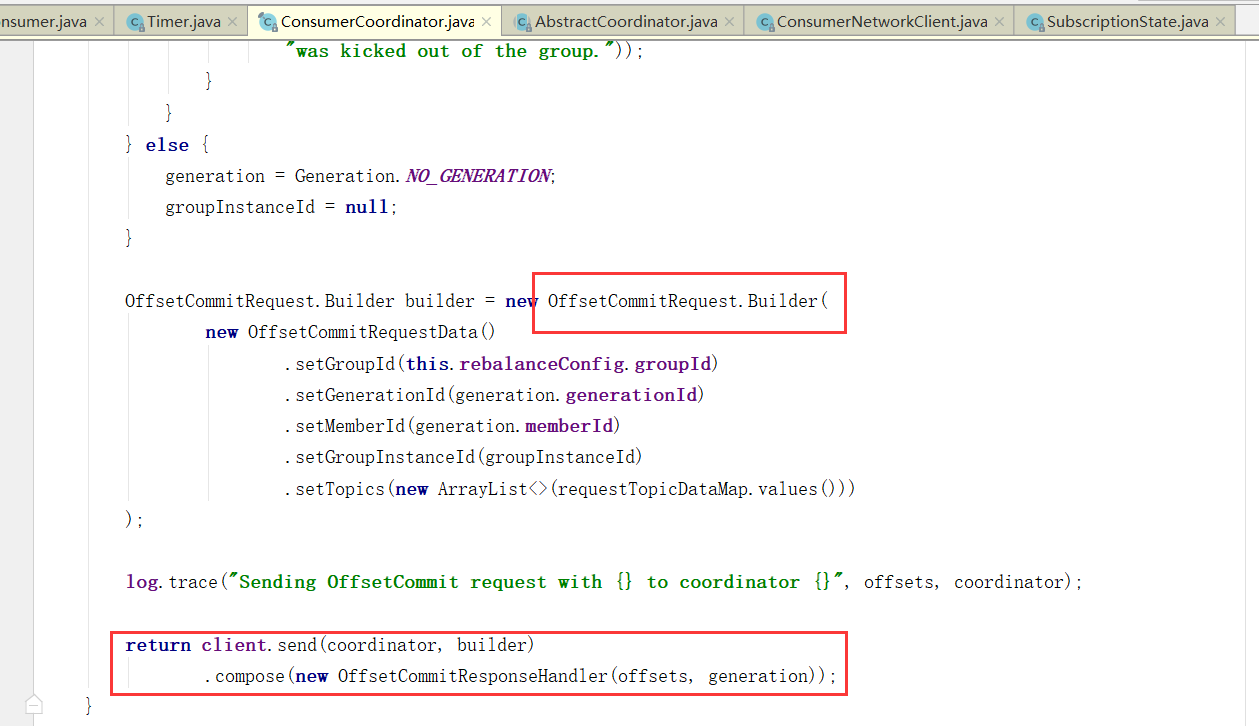 nsumer.java × Timer.java × ConsumerCoordinator.java × AbstractCoordinator.java × ConsumerNetworkClient.java × SubscriptionState.java ×
"was kicked out of the group."));
}
}
} else {
generation = Generation.NO_GENERATION;
groupInstanceId = null;
}
OffsetCommitRequest.Builder builder = new OffsetCommitRequest.Builder(
new OffsetCommitRequestData()
.setGroupId(this.rebalanceConfig.groupId)
.setGenerationId(generation.generationId)
.setMemberId(generation.memberId)
.setGroupInstanceId(groupInstanceId)
.setTopics(new ArrayList<>(requestTopicDataMap.values()))
);
log.trace("Sending OffsetCommit request with {} to coordinator {}", offsets, coordinator);
return client.send(coordinator, builder)
.compose(new OffsetCommitResponseHandler(offsets, generation));
}